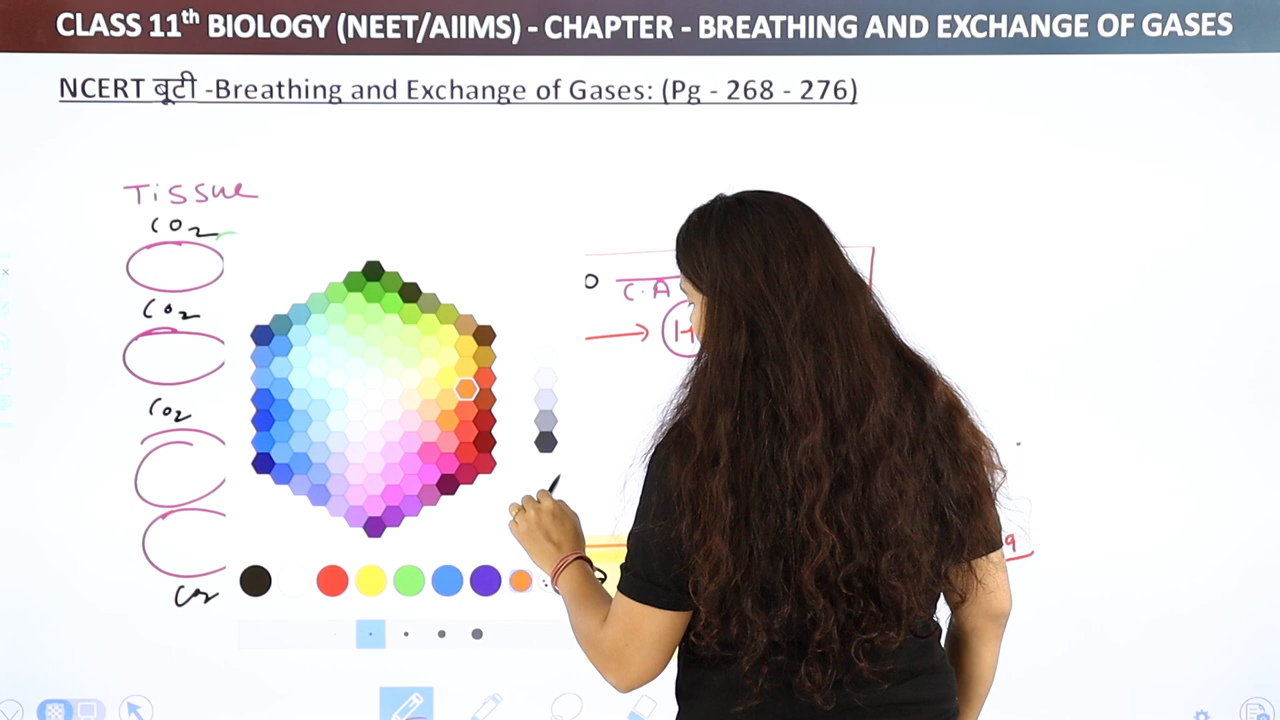 CLASS 11th BIOLOGY (NEET/AIIMS) - CHAPTER - BREATHING AND EXCHANGE OF GASES
NCERT बूटी -Breathing and Exchange of Gases: (Pg - 268 - 276)
Tissue
CO2
CO2
CO2
CO2
C.A
H